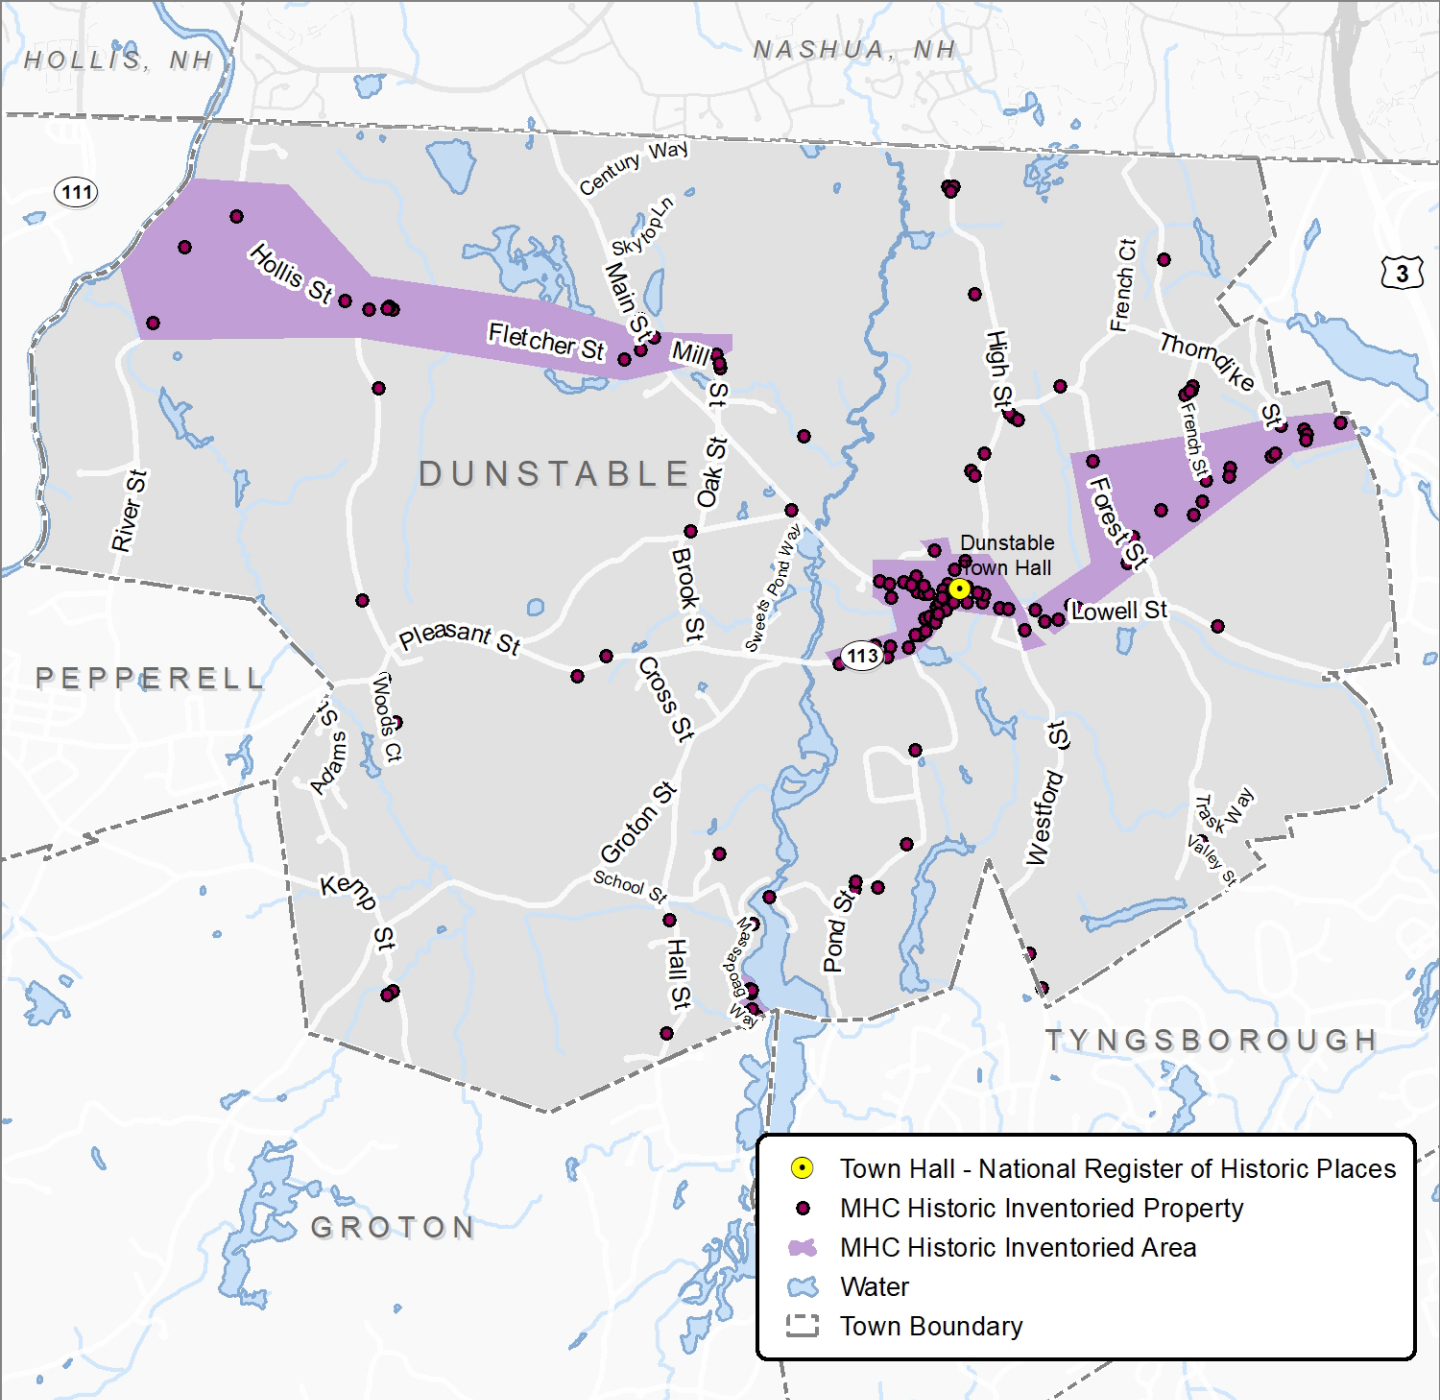 HOLLIS, NH
NASHUA, NH
111
Century Way
Skytop Ln
3
Hollis St
Main St
French Ct
Fletcher St
Mill
St
High St
Thorndike
St
French St
DUNSTABLE
Oak St
River St
Forest St
Sweets Pond Way
Brook St
Dunstable
Town Hall
Lowell St
Pleasant St
113
PEPPERELL
Cross St
Woods Ct
Adams
St
Westford
St
Groton St
Trask Way
Valley St
School St
Kemp
St
Pond St
Massapoag
Way
Hall St
TYNGSBOROUGH
GROTON
Town Hall - National Register of Historic Places
MHC Historic Inventoried Property
MHC Historic Inventoried Area
Water
Town Boundary